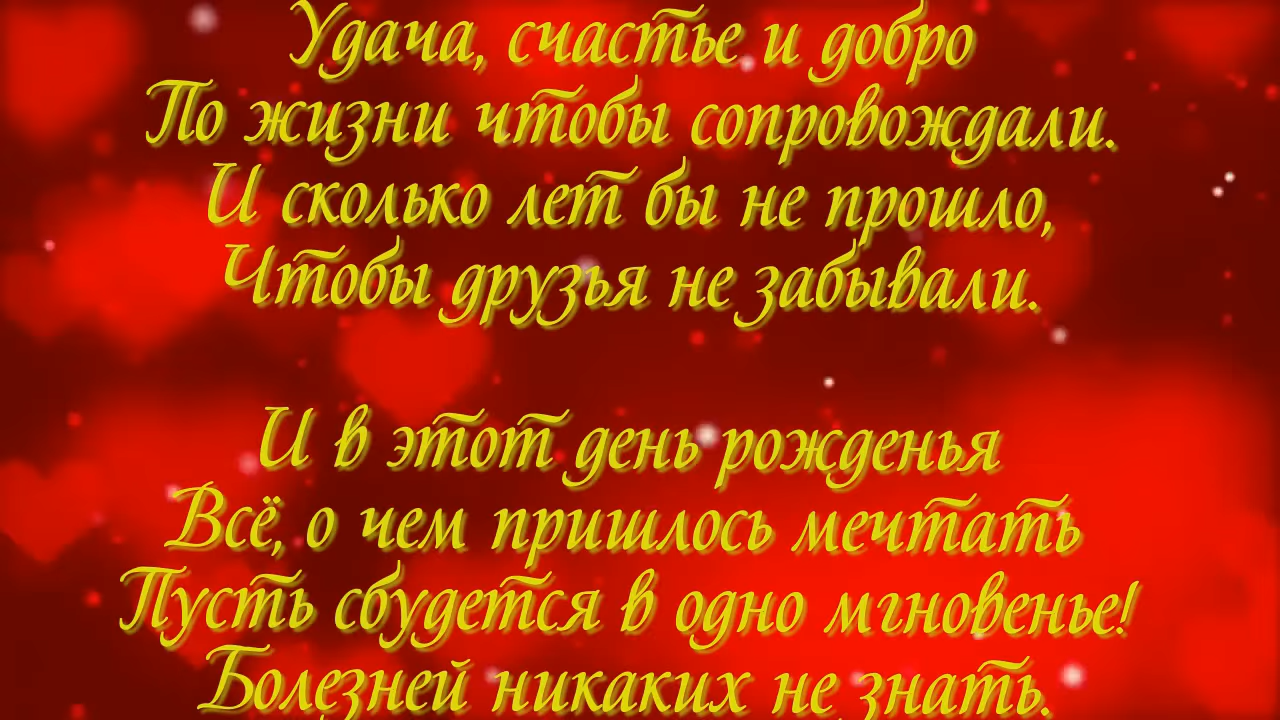 Удача, счастье и добро
По жизни чтобы сопровождали.
И сколько лет бы не прошло,
Чтобы друзья не забывали.
И в этот день рожденья
Всё, о чем пришлось мечтать
Пусть сбудется в одно мгновенье!
Болезней никаких не знать.